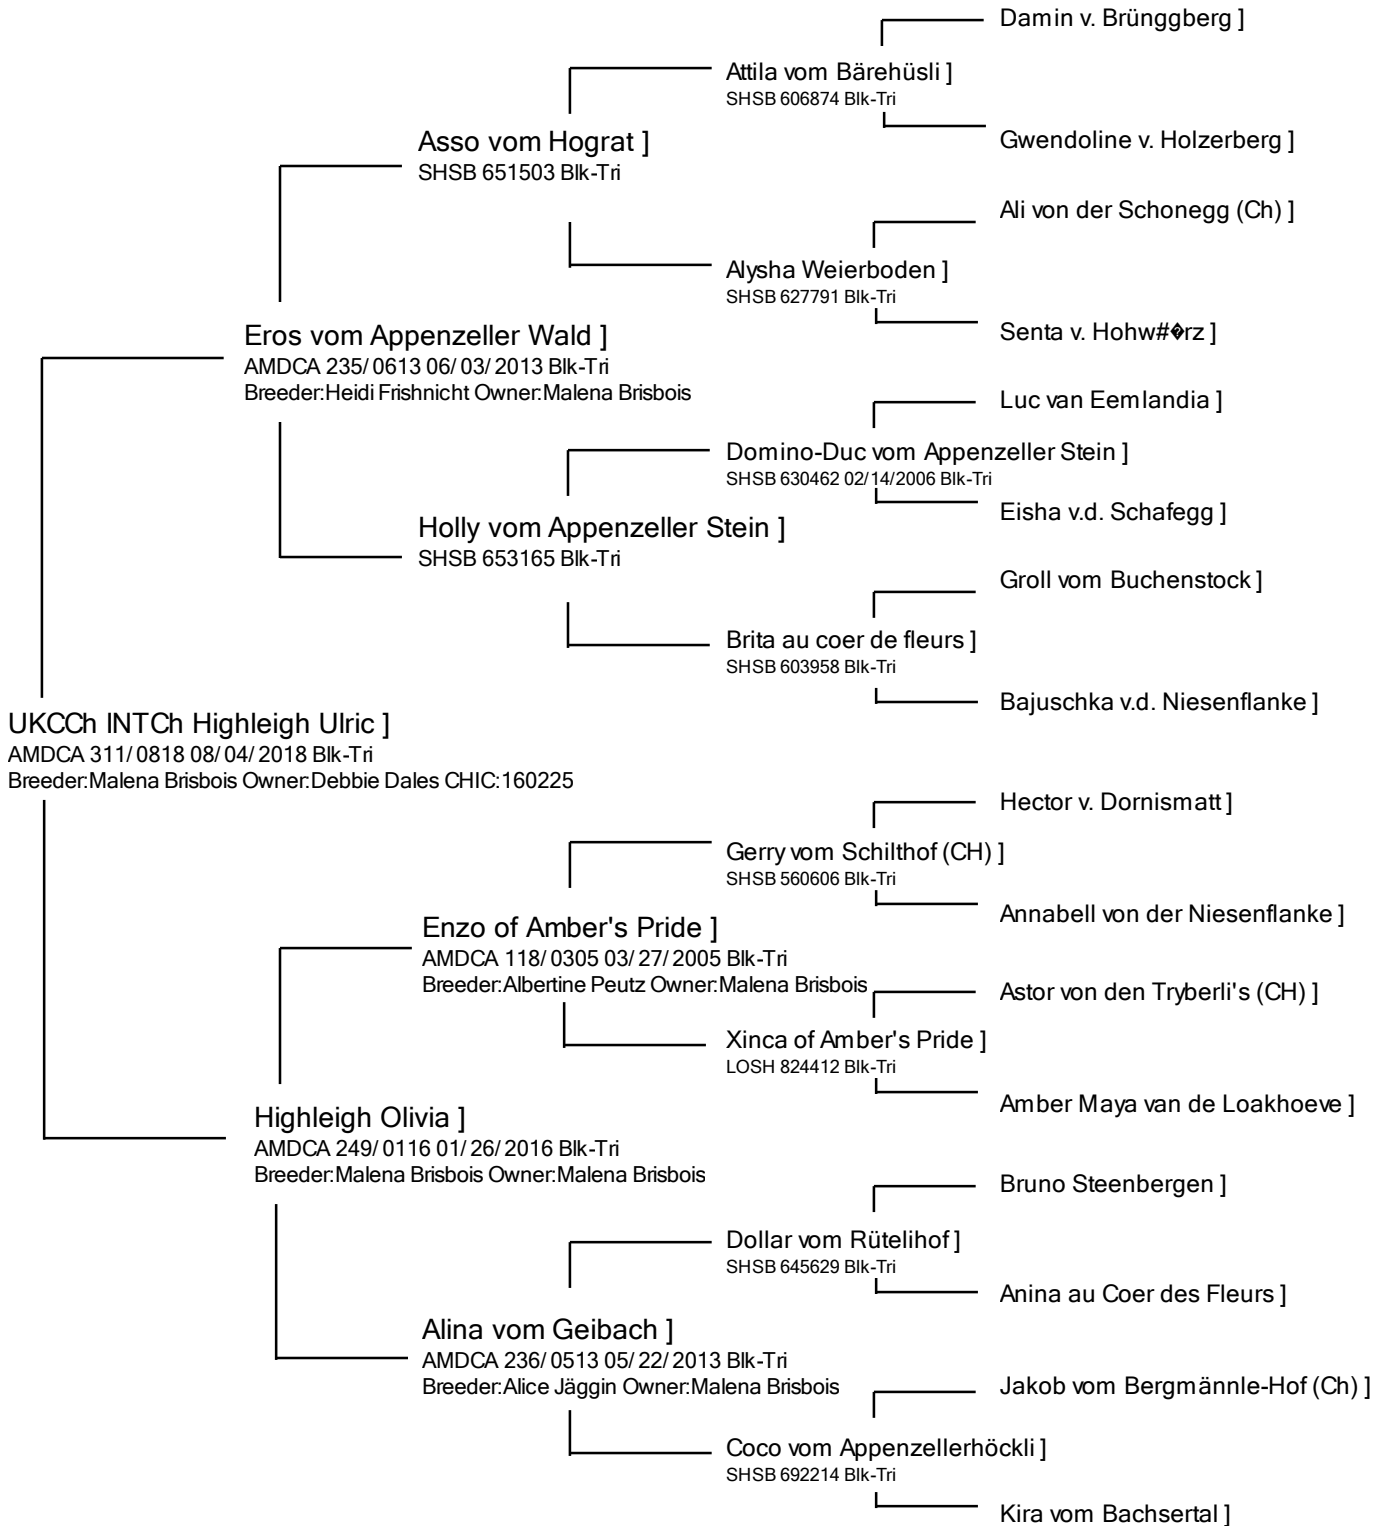 Damin v. Brünggberg ]
Attila vom Bärehüsli ]
SHSB 606874 Blk-Tri
Gwendoline v. Holzerberg ]
Asso vom Hograt ]
SHSB 651503 Blk-Tri
Ali von der Schonegg (Ch) ]
Alysha Weierboden ]
SHSB 627791 Blk-Tri
Senta v. Hohw#�rz ]
Eros vom Appenzeller Wald ]
AMDCA 235/0613 06/03/2013 Blk-Tri
Breeder:Heidi Frishnicht Owner:Malena Brisbois
Luc van Eemlandia ]
Domino-Duc vom Appenzeller Stein ]
SHSB 630462 02/14/2006 Blk-Tri
Eisha v.d. Schafegg ]
Holly vom Appenzeller Stein ]
SHSB 653165 Blk-Tri
Groll vom Buchenstock ]
Brita au coer de fleurs ]
SHSB 603958 Blk-Tri
Bajuschka v.d. Niesenflanke ]
UKCCh INTCh Highleigh Ulric ]
AMDCA 311/0818 08/04/2018 Blk-Tri
Breeder:Malena Brisbois Owner:Debbie Dales CHIC:160225
Hector v. Dornismatt ]
Gerry vom Schilthof (CH) ]
SHSB 560606 Blk-Tri
Annabell von der Niesenflanke ]
Enzo of Amber's Pride ]
AMDCA 118/0305 03/27/2005 Blk-Tri
Breeder:Albertine Peutz Owner:Malena Brisbois
Astor von den Tryberli's (CH) ]
Xinca of Amber's Pride ]
LOSH 824412 Blk-Tri
Amber Maya van de Loakhoeve ]
Highleigh Olivia ]
AMDCA 249/0116 01/26/2016 Blk-Tri
Breeder:Malena Brisbois Owner:Malena Brisbois
Bruno Steenbergen ]
Dollar vom Rütelihof ]
SHSB 645629 Blk-Tri
Anina au Coer des Fleurs ]
Alina vom Geibach ]
AMDCA 236/0513 05/22/2013 Blk-Tri
Breeder:Alice Jäggin Owner:Malena Brisbois
Jakob vom Bergmännle-Hof (Ch) ]
Coco vom Appenzellerhöckli ]
SHSB 692214 Blk-Tri
Kira vom Bachsertal ]